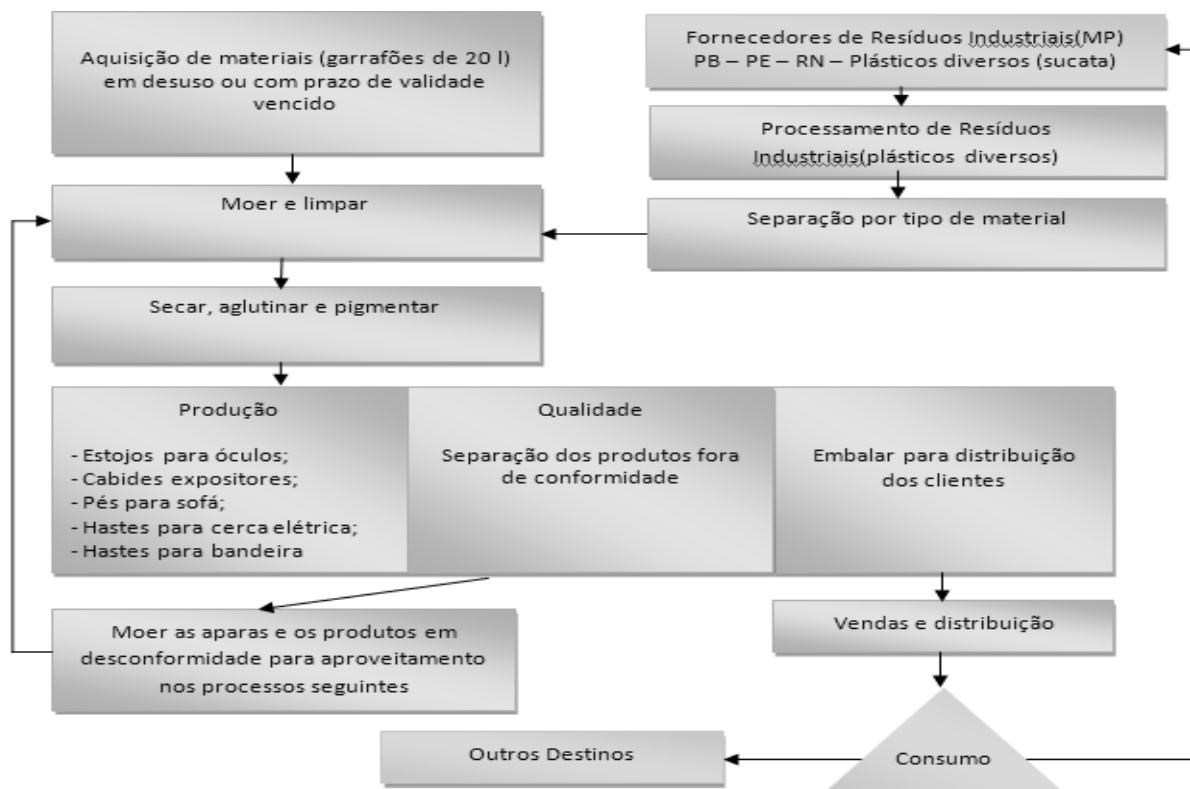 Aquisição de materiais (garrafões de 20 l)
em desuso ou com prazo de validade
vencido
Fornecedores de Resíduos Industriais(MP)
PB – PE – RN – Plásticos diversos (sucata)
Processamento de Resíduos
Industriais(plásticos diversos)
Moer e limpar
Separação por tipo de material
Secar, aglutinar e pigmentar
Produção
- Estojos para óculos;
- Cabides expositores;
- Pés para sofá;
- Hastes para cerca elétrica;
- Hastes para bandeira
Qualidade
Separação dos produtos fora
de conformidade
Embalar para distribuição
dos clientes
Moer as aparas e os produtos em
desconformidade para aproveitamento
nos processos seguintes
Vendas e distribuição
Outros Destinos
Consumo